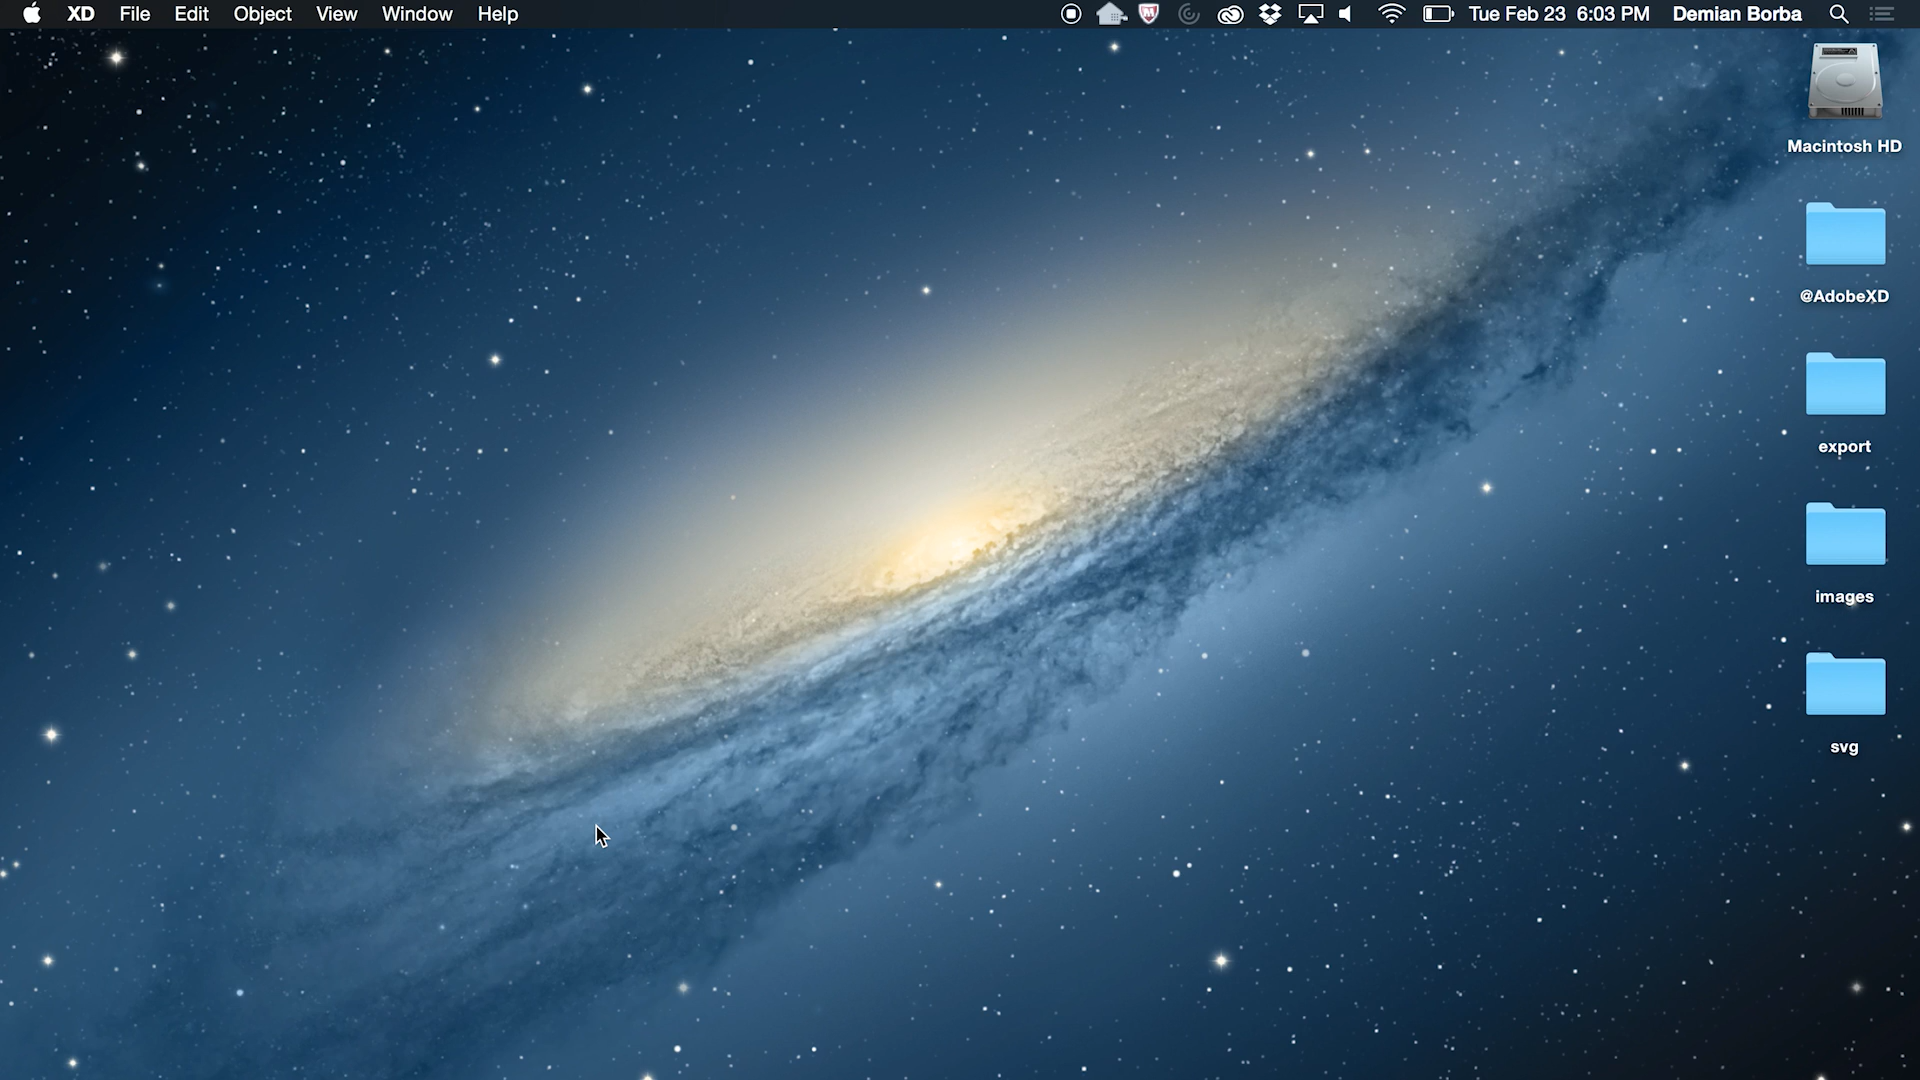 XD File Edit Object View Window Help Tue Feb 23 6:03 PM Demian Borba
Macintosh HD
@AdobeXD
export
images
svg